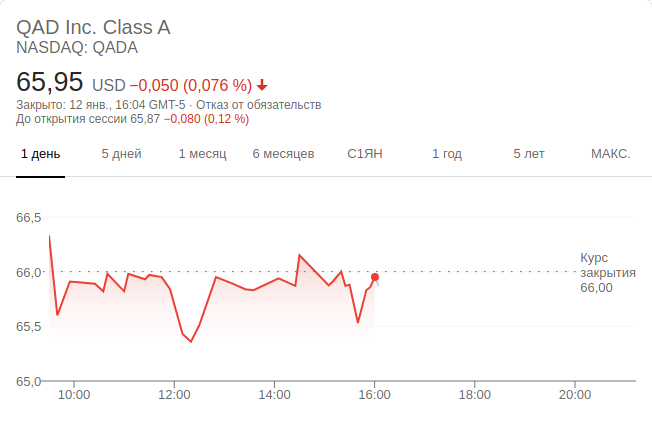 QAD Inc. Class A
NASDAQ: QADA
65,95 USD −0,050 (0,076 %)
Закрыто: 12 янв., 16:04 GMT-5 · Отказ от обязательств
До открытия сессии 65,87 −0,080 (0,12 %)
1 день 5 дней 1 месяц 6 месяцев С1ЯН 1 год 5 лет МАКС.
66,5
Курс
закрытия
66,00
66,0
65,5
65,0
10:00 12:00 14:00 16:00 18:00 20:00